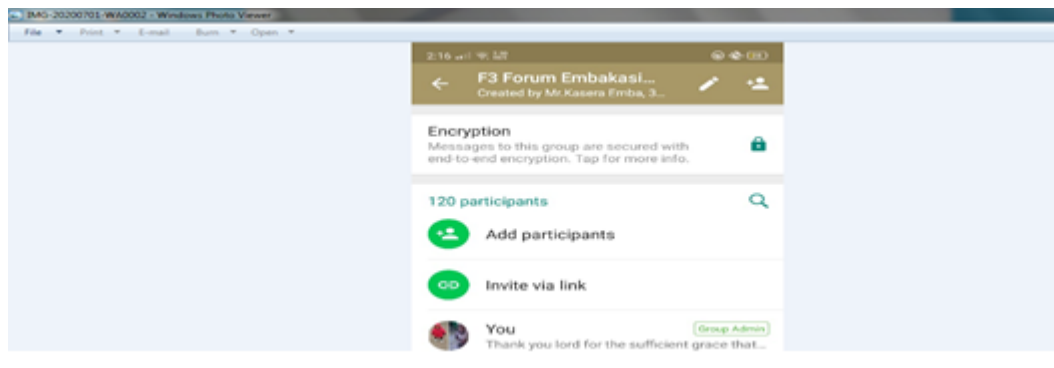 IMG-20200701-WA0002 - Windows Photo Viewer
File Print E-mail Burn Open
2:16
F3 Forum Embakasi...
Created by Mr.Kasera Emba, 3...
Encryption
Messages to this group are secured with
end-to-end encryption. Tap for more info.
120 participants
Add participants
Invite via link
You Group Admin
Thank you lord for the sufficient grace that...